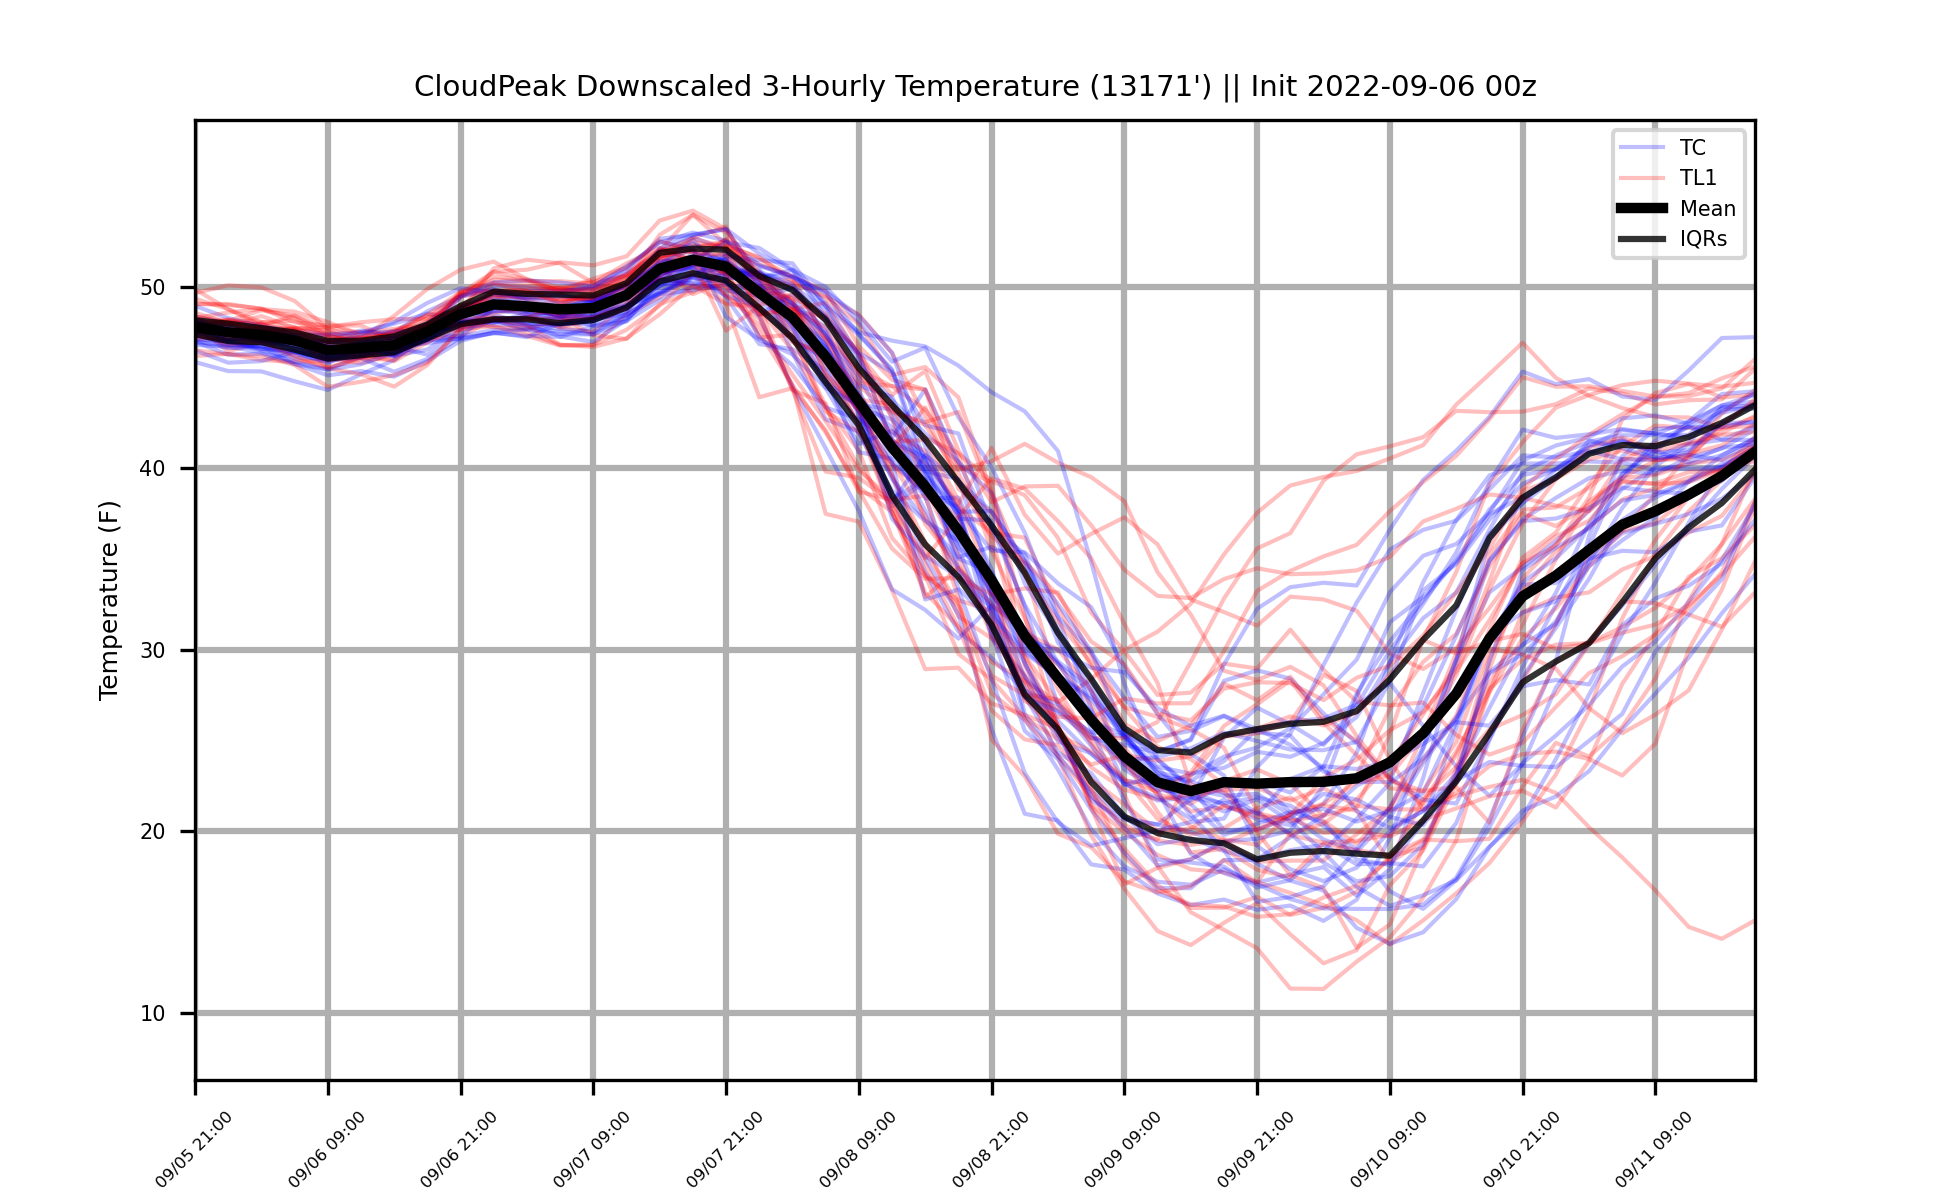 CloudPeak Downscaled 3-Hourly Temperature (13171') || Init 2022-09-06 00z
TC
TL1
Mean
IQRs
Temperature (F)
50
40
30
20
10
09/05 21:00
09/06 09:00
09/06 21:00
09/07 09:00
09/07 21:00
09/08 09:00
09/08 21:00
09/09 09:00
09/09 21:00
09/10 09:00
09/10 21:00
09/11 09:00